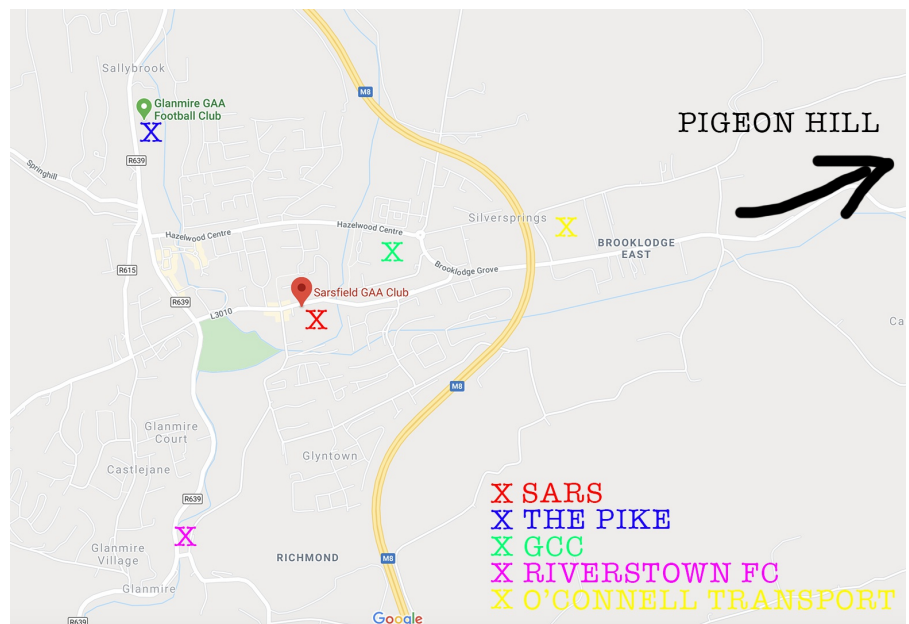 Sallybrook
M8
Glanmire GAA
Football Club
X
PIGEON HILL
R639
Springhill
Silversprings
X
Hazelwood Centre
Hazelwood Centre
X
BROOKLODGE
EAST
Brooklodge Grove
R615
Sarsfield GAA Club
R639
L3010
X
Ca
M8
Glanmire
Court
Glyntown
Castlejane
R639
X SARS
X THE PIKE
X
X GCC
Glanmire
Village
RICHMOND
M8
X RIVERSTOWN FC
Glanmire
X O'CONNELL TRANSPORT
R639
Google